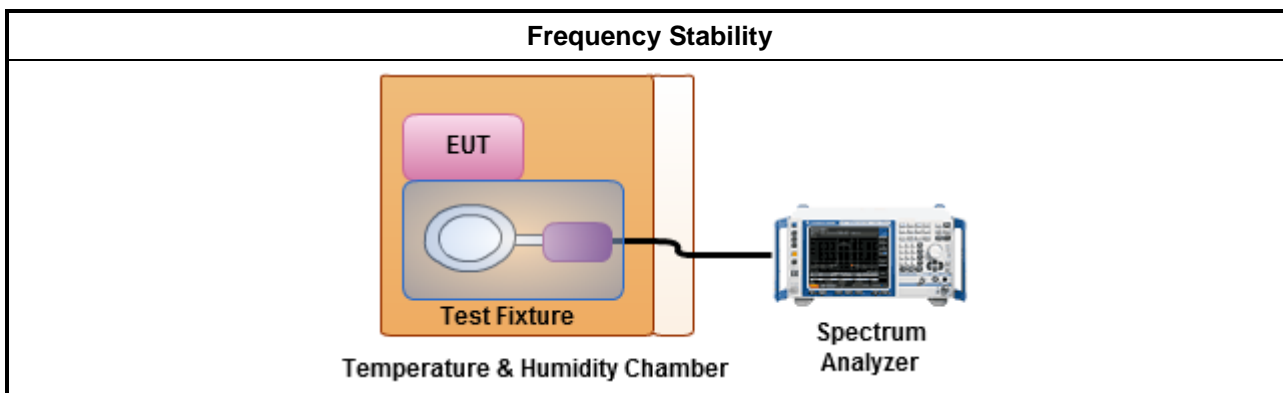 Frequency Stability
EUT
Test Fixture
Temperature & Humidity Chamber
Spectrum
Analyzer